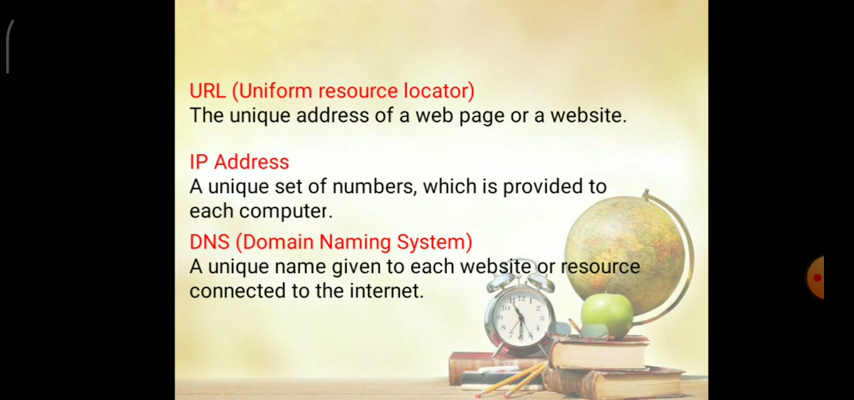 URL (Uniform resource locator)
The unique address of a web page or a website.
IP Address
A unique set of numbers, which is provided to
each computer.
DNS (Domain Naming System)
A unique name given to each website or resource
connected to the internet.